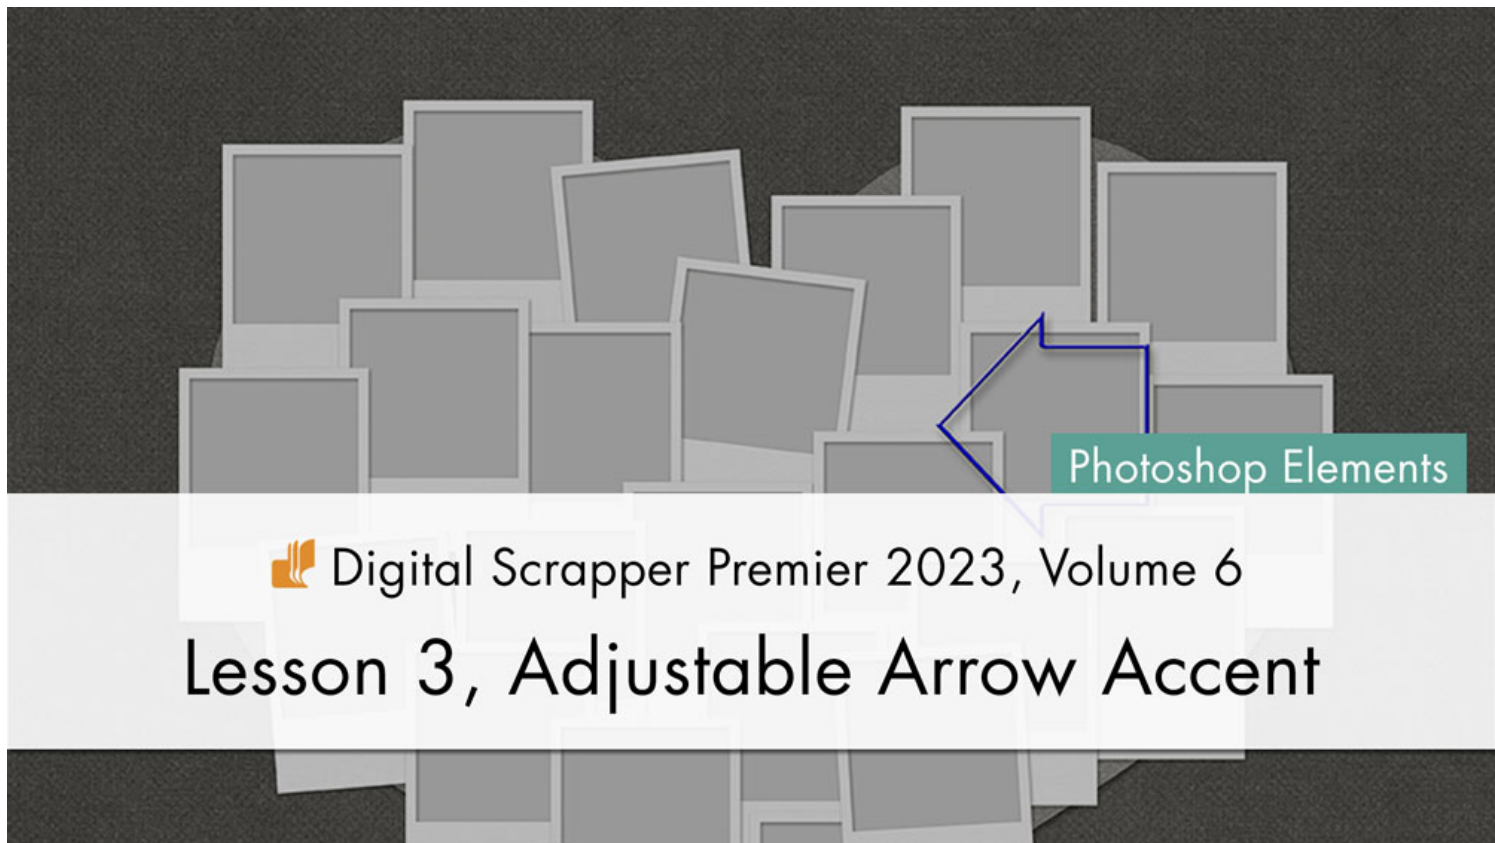 Photoshop Elements
Digital Scrapper Premier 2023, Volume 6
Lesson 3, Adjustable Arrow Accent